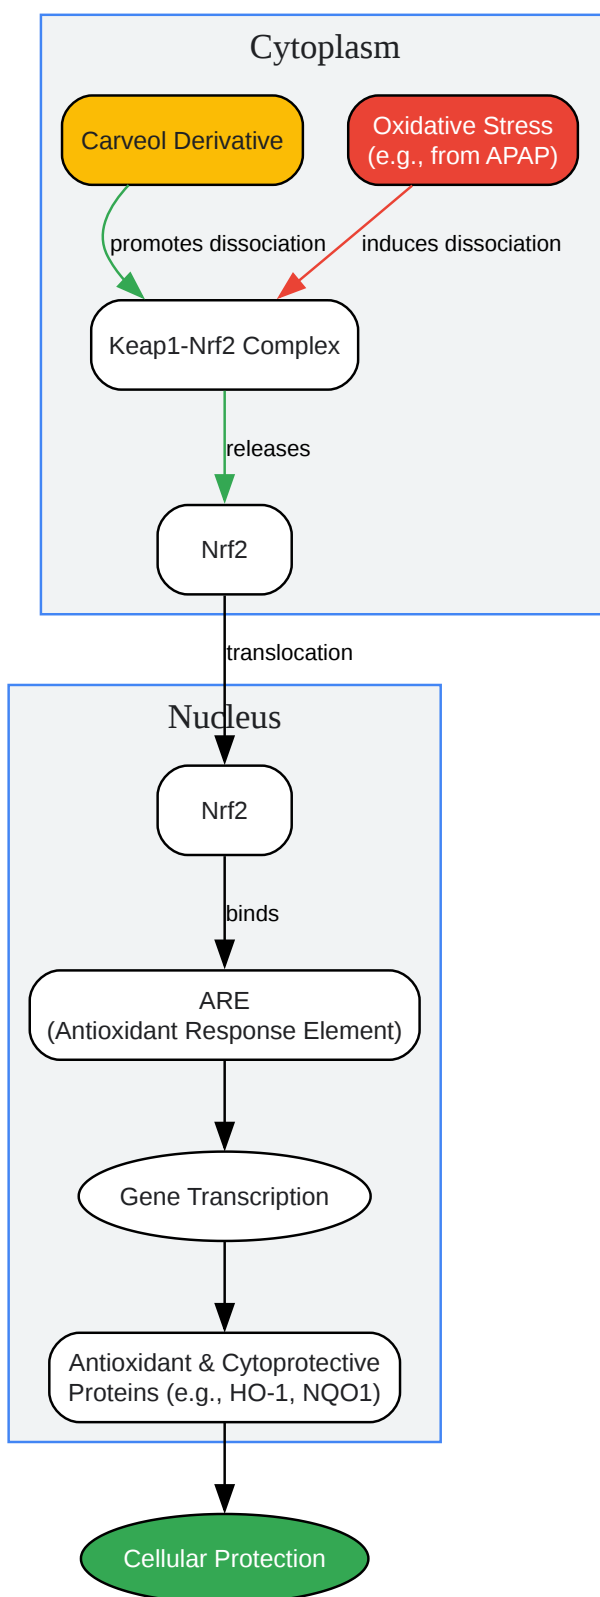 Cytoplasm
Carveol Derivative
Oxidative Stress
(e.g., from APAP)
promotes dissociation
induces dissociation
Keap1-Nrf2 Complex
releases
Nrf2
translocation
Nucleus
Nrf2
binds
ARE
(Antioxidant Response Element)
Gene Transcription
Antioxidant & Cytoprotective
Proteins (e.g., HO-1, NQO1)
Cellular Protection